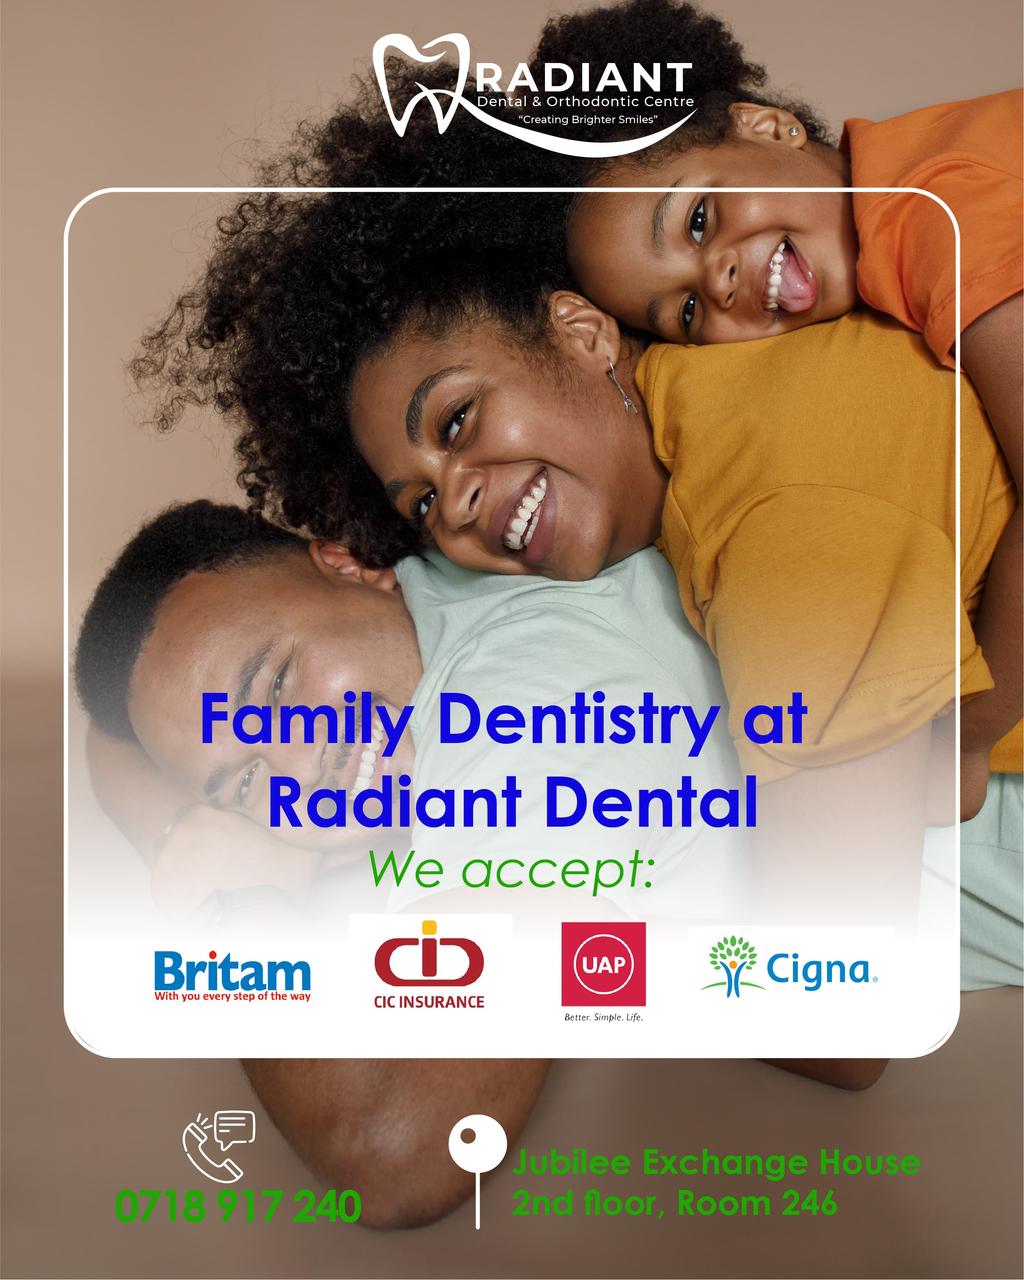 RADIANT
Dental & Orthodontic Centre
“Creating Brighter Smiles”
Family Dentistry at
Radiant Dental
We accept:
Britam
With you every step of the way
CIC INSURANCE
UAP
Better. Simple. Life.
Cigna®
0718 917 240
Jubilee Exchange House
2nd floor, Room 246